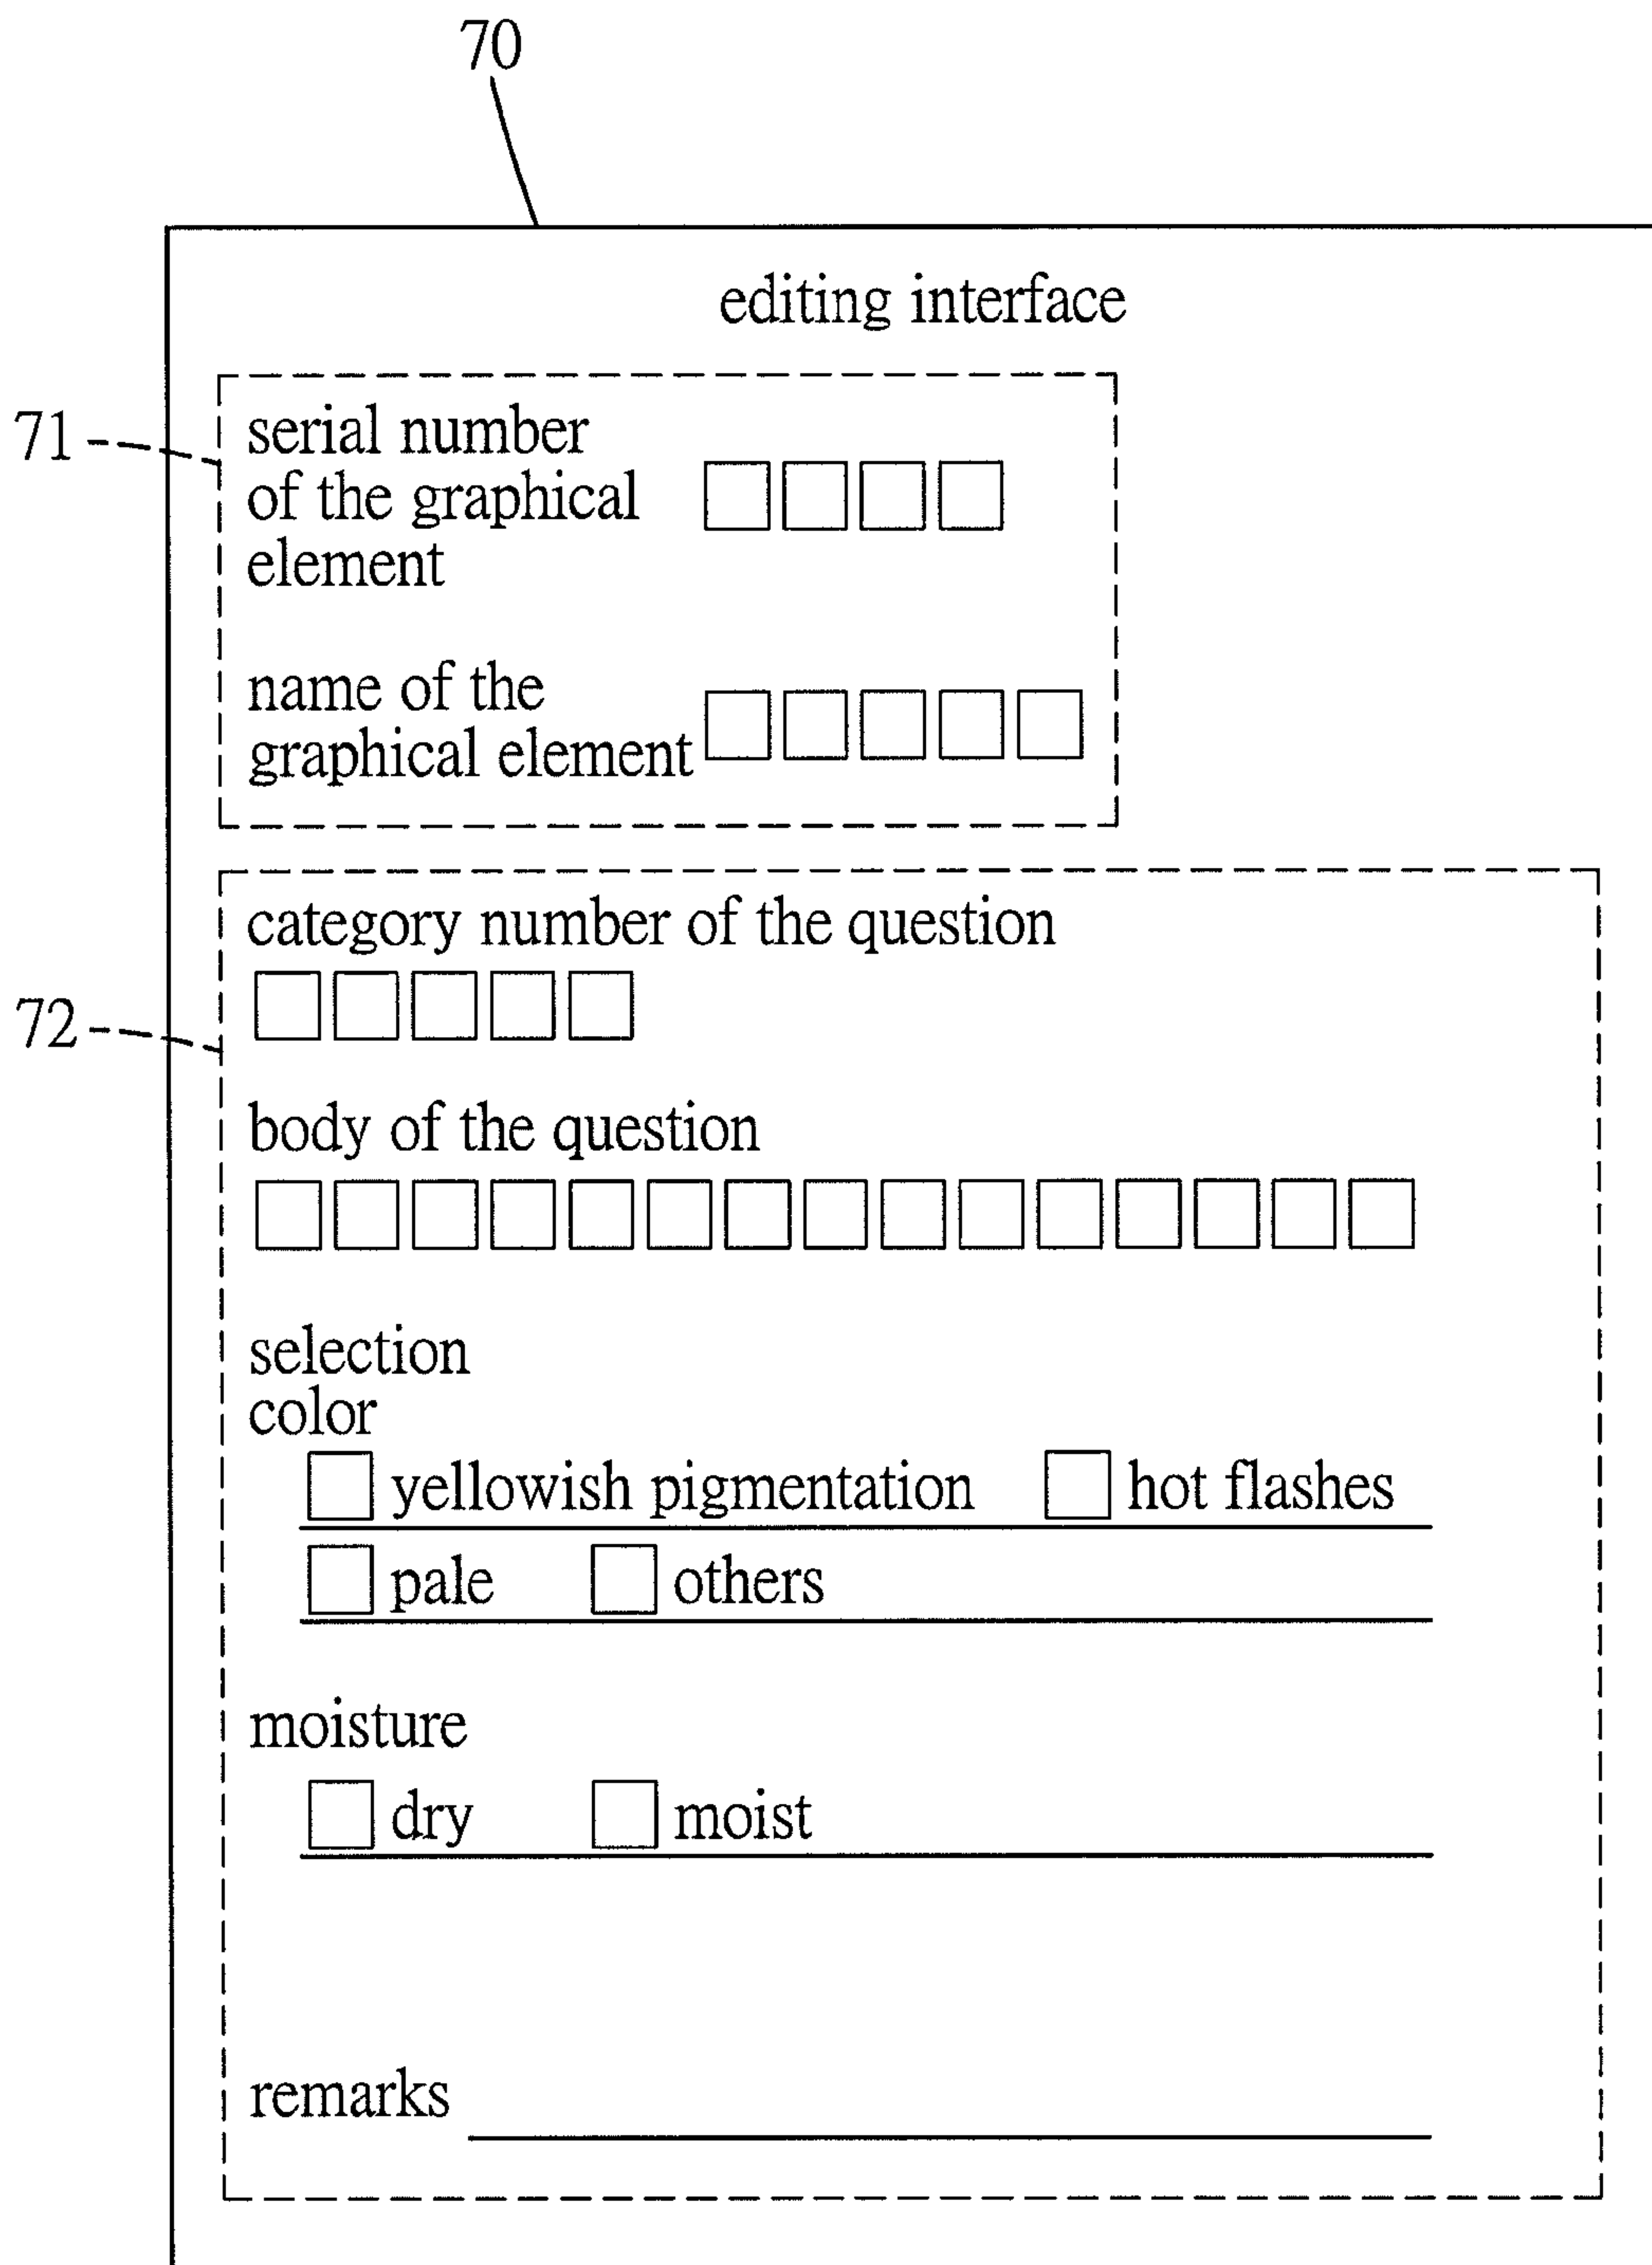 70
editing interface
71
serial number
of the graphical
element
name of the
graphical element
category number of the question
72
body of the question
selection
color
yellowish pigmentation hot flashes
pale others
moisture
dry moist
remarks